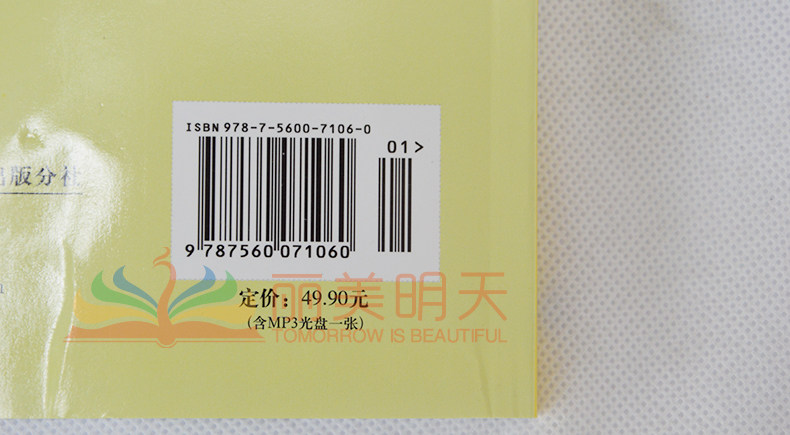 ISBN 978-7-5600-7106-0
01>
9 787560 071060
出版分社
定价：49.90元
(含MP3光盘一张)
丽美明天
TOMORROW IS BEAUTIFUL